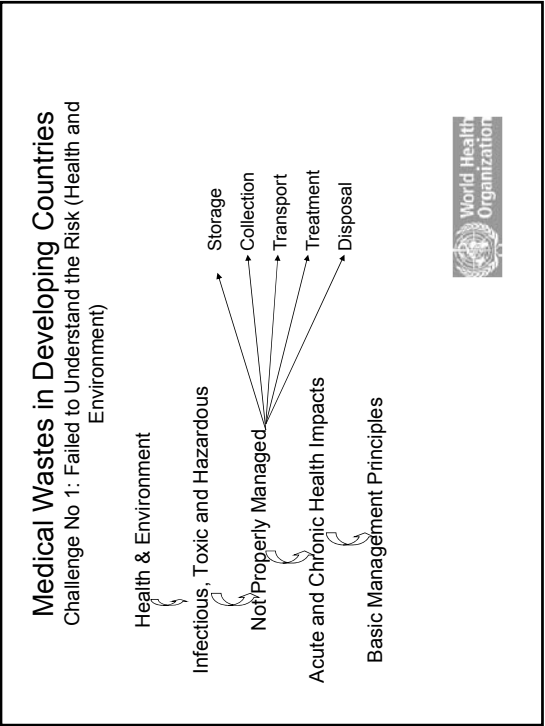 Medical Wastes in Developing Countries
Challenge No 1: Failed to Understand the Risk (Health and
Environment)
Health & Environment
Infectious, Toxic and Hazardous
Not Properly Managed
Acute and Chronic Health Impacts
Basic Management Principles
Storage
Collection
Transport
Treatment
Disposal
World Health
Organization